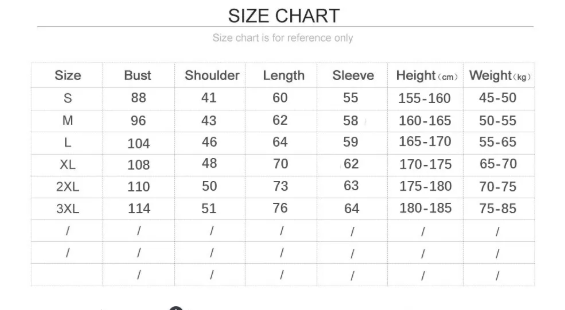 SIZE CHART
Size chart is for reference only
Size Bust Shoulder Length Sleeve Height(cm) Weight(kg)
S 88 41 60 55 155-160 45-50
M 96 43 62 58 160-165 50-55
L 104 46 64 59 165-170 55-65
XL 108 48 70 62 170-175 65-70
2XL 110 50 73 63 175-180 70-75
3XL 114 51 76 64 180-185 75-85
/ / / / / / /
/ / / / / / /
/ / / / / /